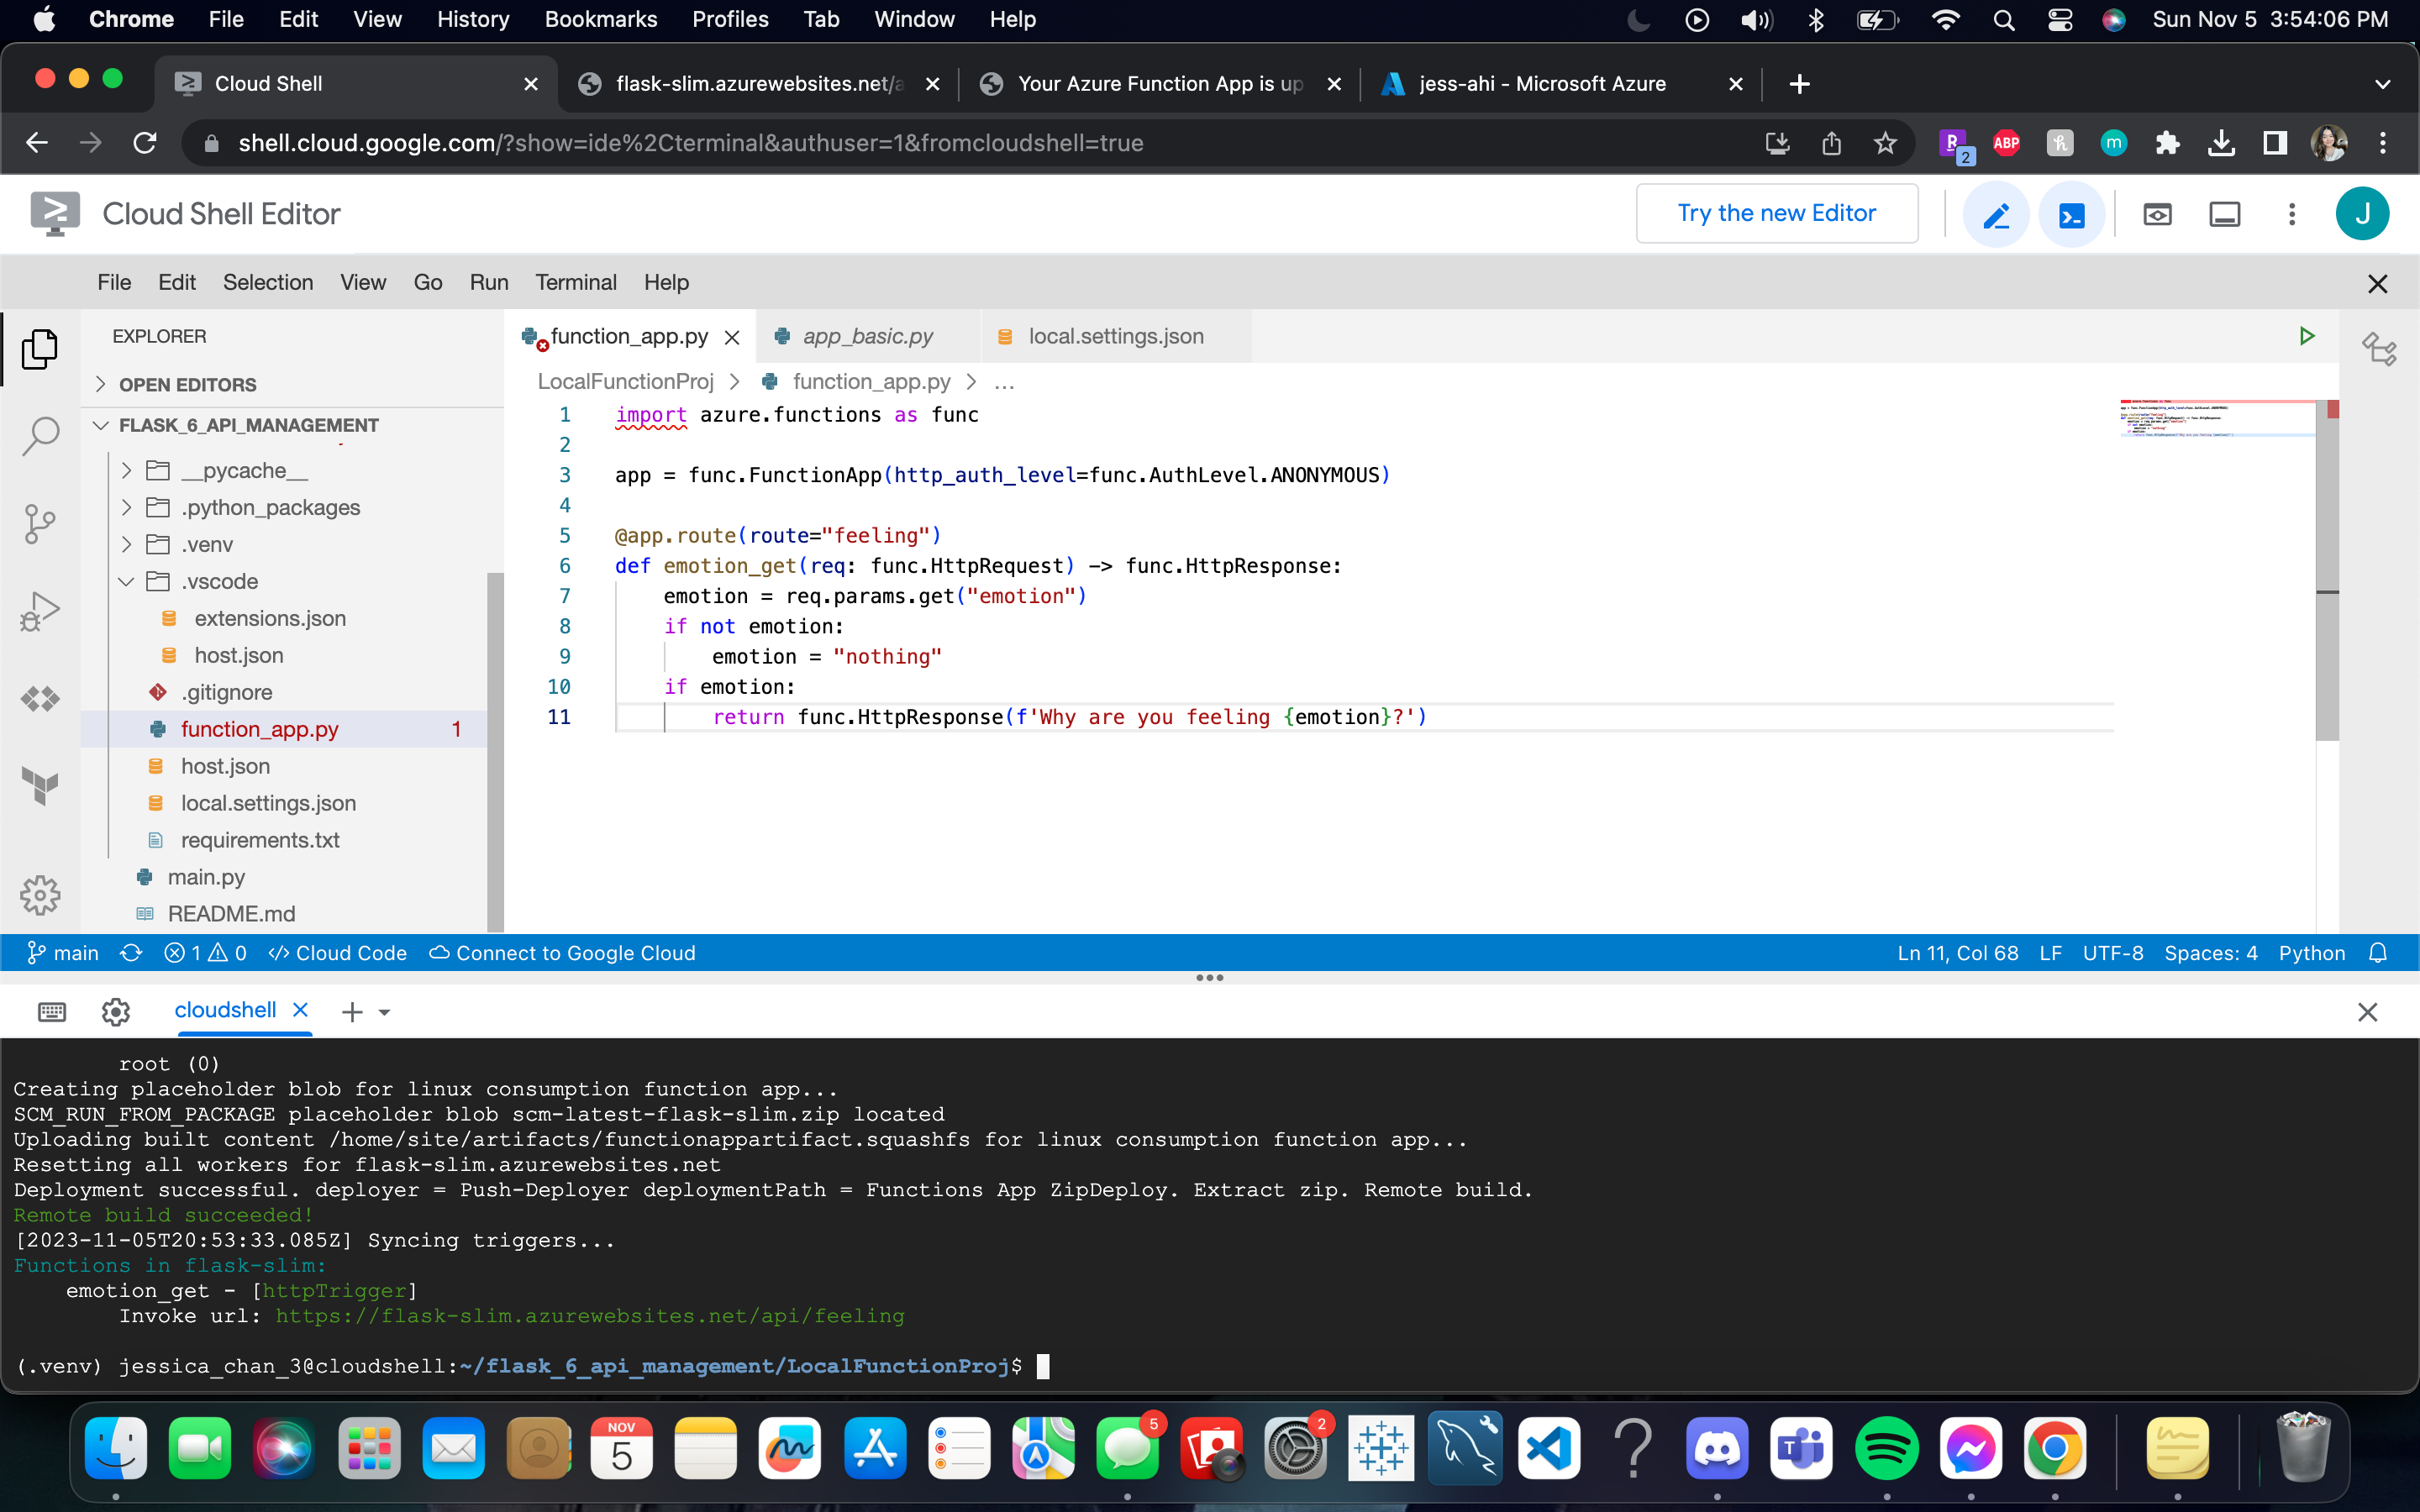 Chrome File Edit View History Bookmarks Profiles Tab Window Help Sun Nov 5 3:54:06 PM
Cloud Shell flask-slim.azurewebsites.net/a Your Azure Function App is up jess-ahi - Microsoft Azure
shell.cloud.google.com/?show=ide%2Cterminal&authuser=1&fromcloudshell=true R 2 ABP h m
Cloud Shell Editor Try the new Editor J
File Edit Selection View Go Run Terminal Help
EXPLORER
OPEN EDITORS
FLASK_6_API_MANAGEMENT
__pycache__
.python_packages
.venv
.vscode
extensions.json
host.json
.gitignore
function_app.py 1
host.json
local.settings.json
requirements.txt
main.py
README.md
function_app.py app_basic.py local.settings.json
LocalFunctionProj > function_app.py > ...
1 import azure.functions as func
2
3 app = func.FunctionApp(http_auth_level=func.AuthLevel.ANONYMOUS)
4
5 @app.route(route="feeling")
6 def emotion_get(req: func.HttpRequest) -> func.HttpResponse:
7 emotion = req.params.get("emotion")
8 if not emotion:
9 emotion = "nothing"
10 if emotion:
11 return func.HttpResponse(f'Why are you feeling {emotion}?')
main 1 0 </> Cloud Code Connect to Google Cloud Ln 11, Col 68 LF UTF-8 Spaces: 4 Python
cloudshell
root (0)
Creating placeholder blob for linux consumption function app...
SCM_RUN_FROM_PACKAGE placeholder blob scm-latest-flask-slim.zip located
Uploading built content /home/site/artifacts/functionappartifact.squashfs for linux consumption function app...
Resetting all workers for flask-slim.azurewebsites.net
Deployment successful. deployer = Push-Deployer deploymentPath = Functions App ZipDeploy. Extract zip. Remote build.
Remote build succeeded!
[2023-11-05T20:53:33.085Z] Syncing triggers...
Functions in flask-slim:
emotion_get - [httpTrigger]
Invoke url: https://flask-slim.azurewebsites.net/api/feeling
(.venv) jessica_chan_3@cloudshell:~/flask_6_api_management/LocalFunctionProj$
NOV
5
5
2
T